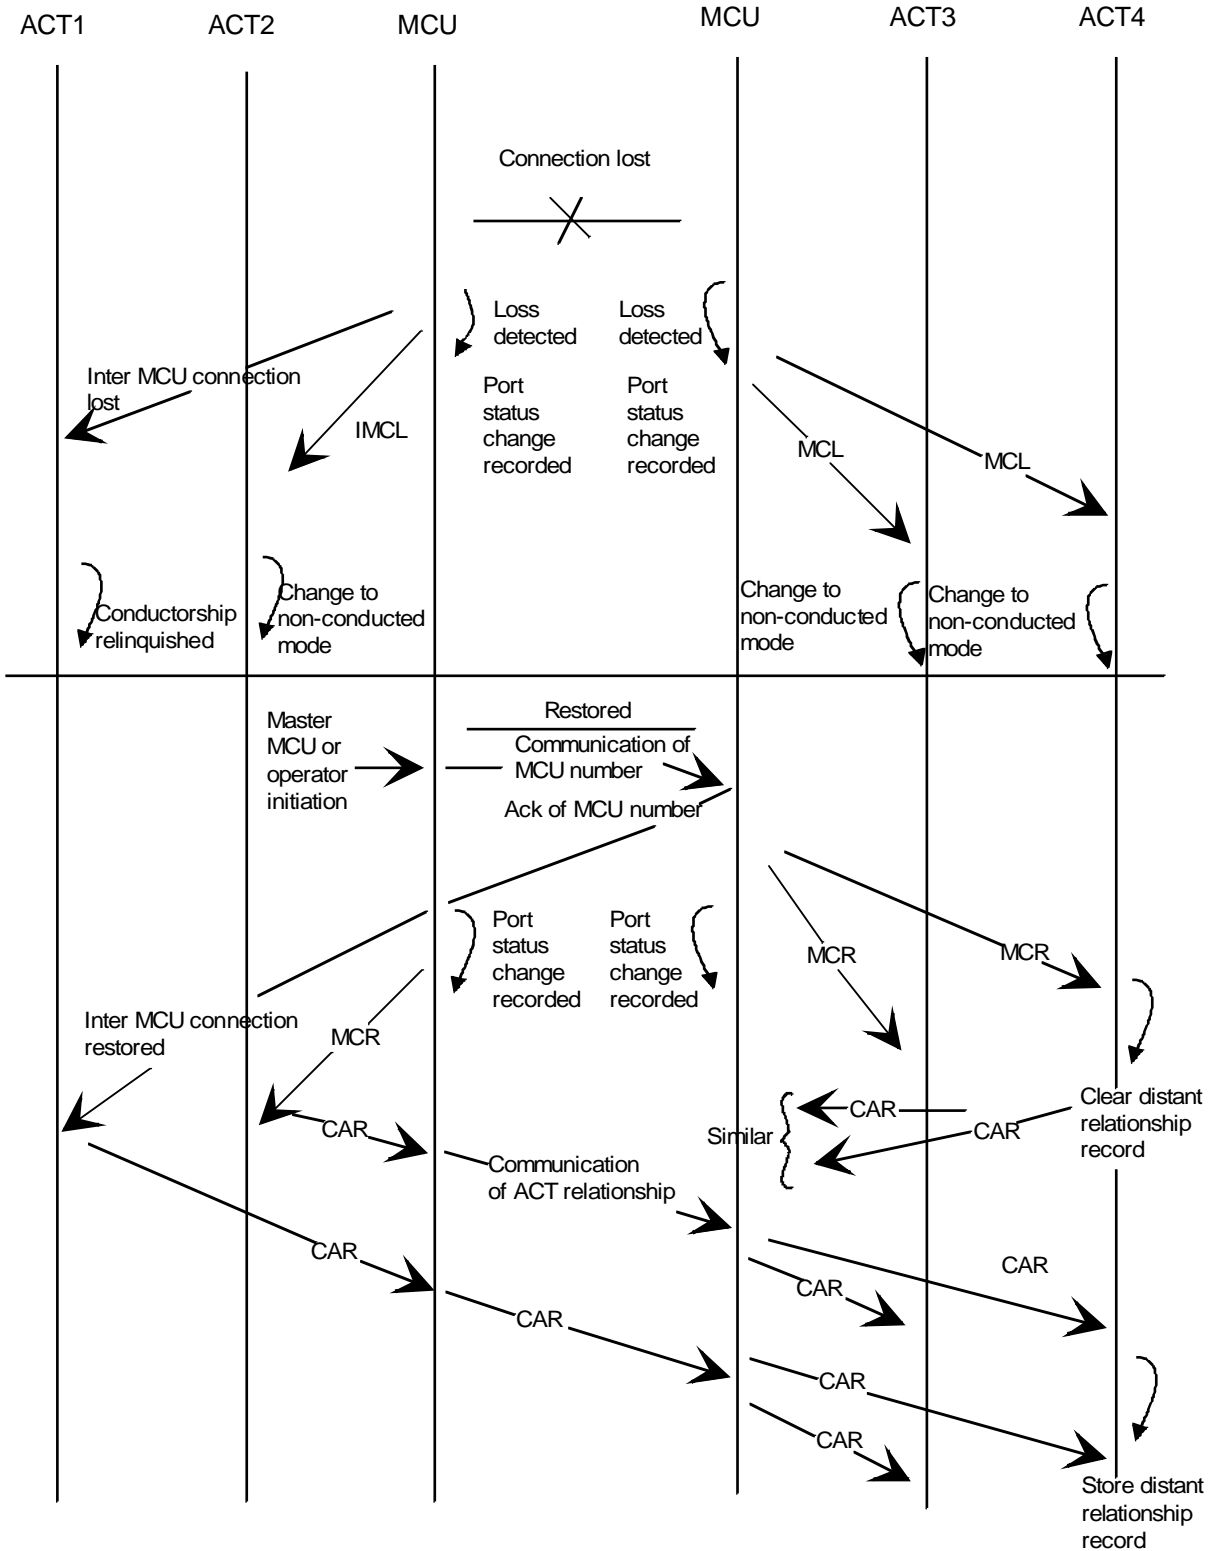 ACT1
ACT2
MCU
MCU
ACT3
ACT4
Connection lost
Loss
detected
Loss
detected
Inter MCU connection
lost
IMCL
Port
status
change
recorded
Port
status
change
recorded
MCL
MCL
Conductorship
relinquished
Change to
non-conducted
mode
Change to
non-conducted
mode
Change to
non-conducted
mode
Master
MCU or
operator
initiation
Restored
Communication of
MCU number
Ack of MCU number
Port
status
change
recorded
Port
status
change
recorded
MCR
MCR
Inter MCU connection
restored
MCR
CAR
CAR
CAR
Similar
Clear distant
relationship
record
Communication
of ACT relationship
CAR
CAR
CAR
CAR
CAR
CAR
Store distant
relationship
record